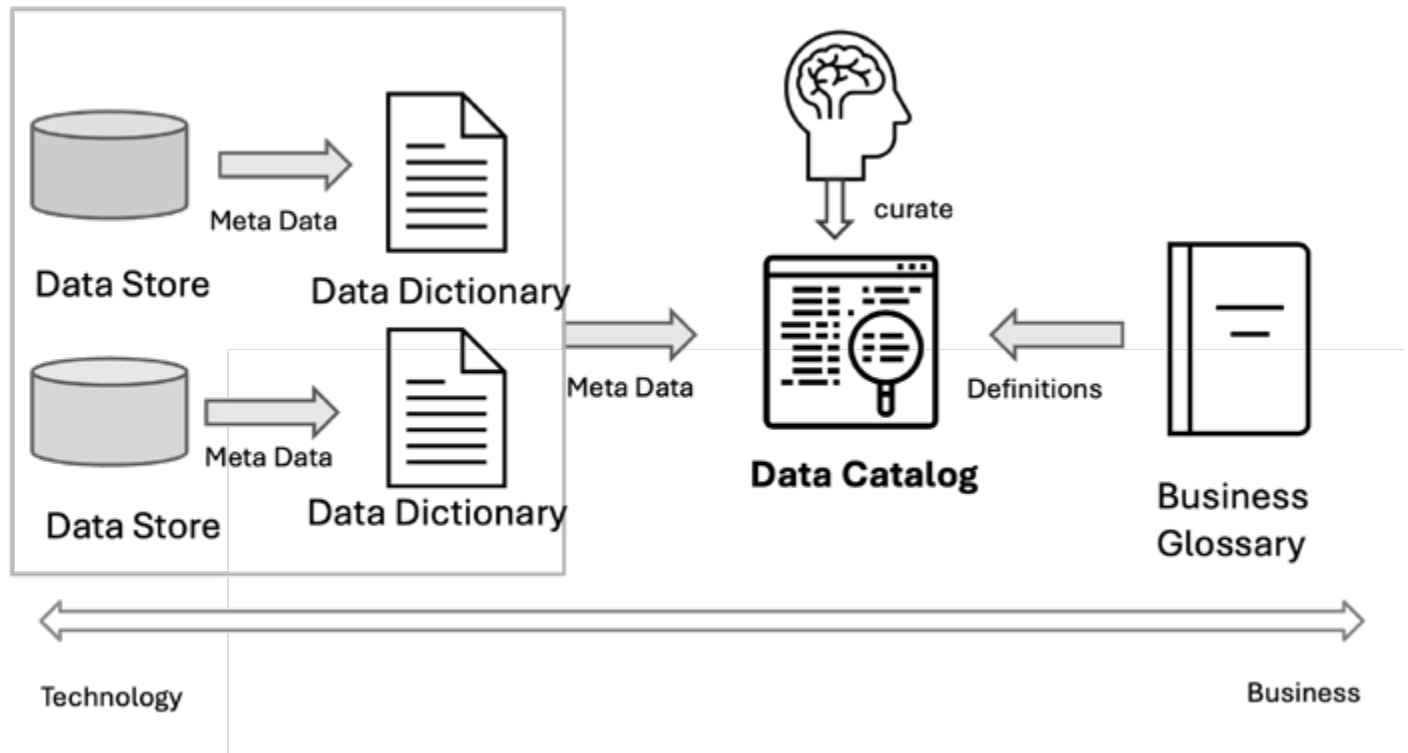 curate
Meta Data
Data Store
Data Dictionary
Meta Data
Definitions
Meta Data
Data Catalog
Data Store
Data Dictionary
Business
Glossary
Technology
Business